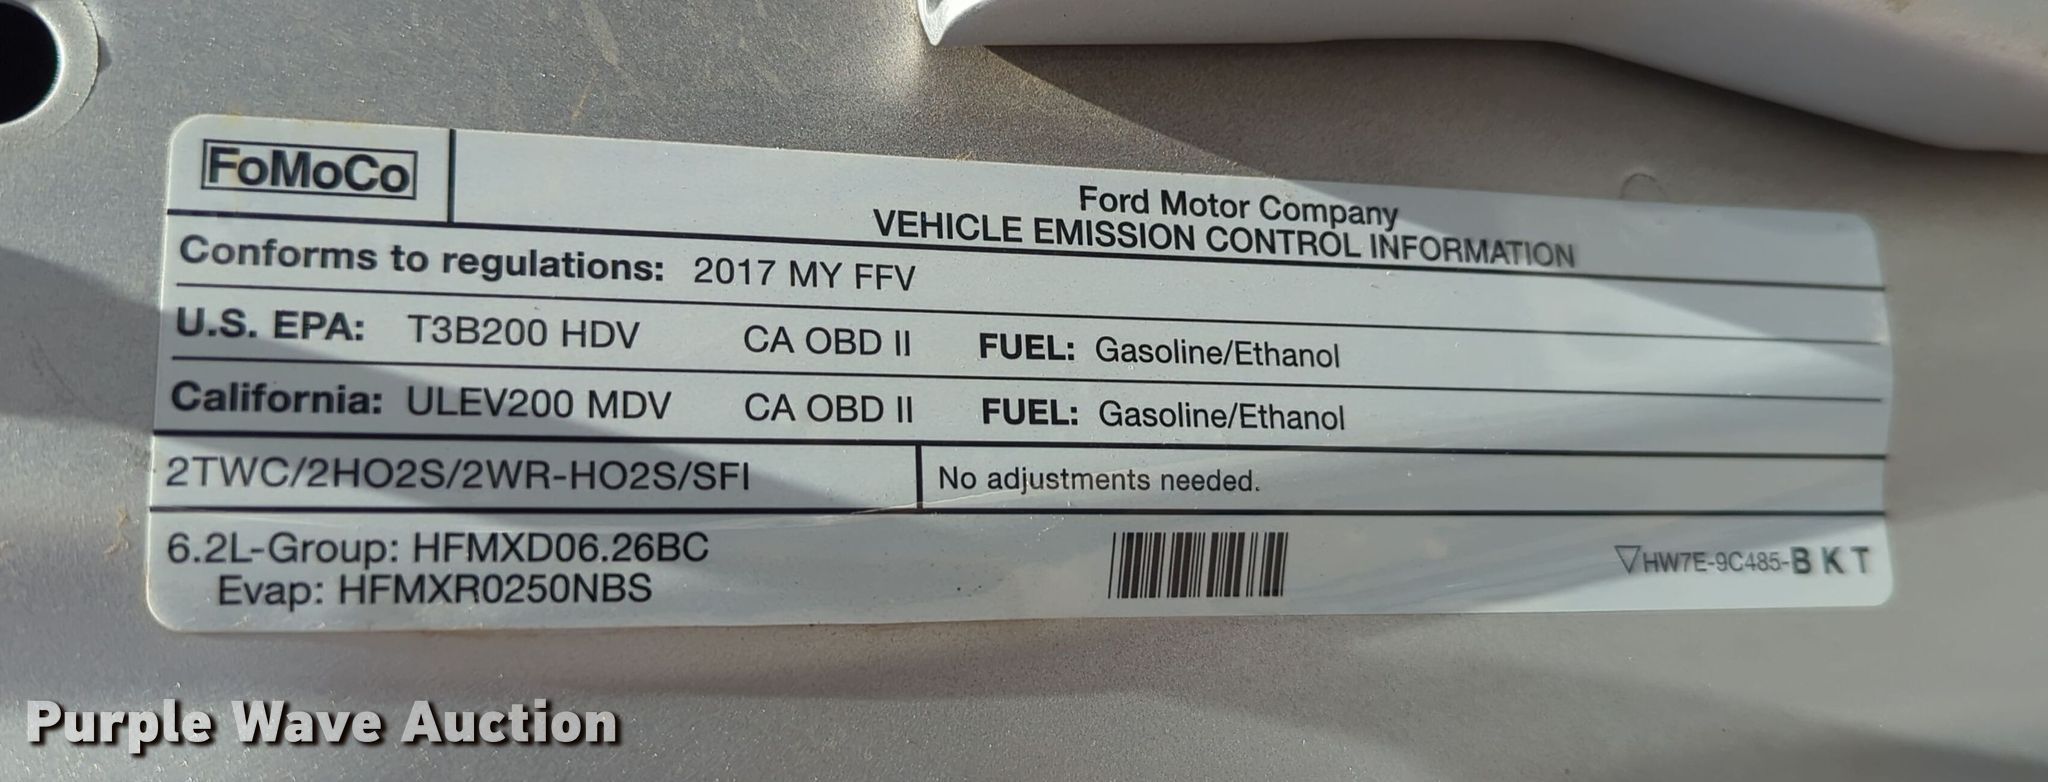 FoMoCo
Ford Motor Company
VEHICLE EMISSION CONTROL INFORMATION
Conforms to regulations: 2017 MY FFV
U.S. EPA: T3B200 HDV CA OBD II FUEL: Gasoline/Ethanol
California: ULEV200 MDV CA OBD II FUEL: Gasoline/Ethanol
2TWC/2HO2S/2WR-HO2S/SFI No adjustments needed.
6.2L-Group: HFMXD06.26BC
Evap: HFMXR0250NBS
HW7E-9C485-B K T
Purple Wave Auction